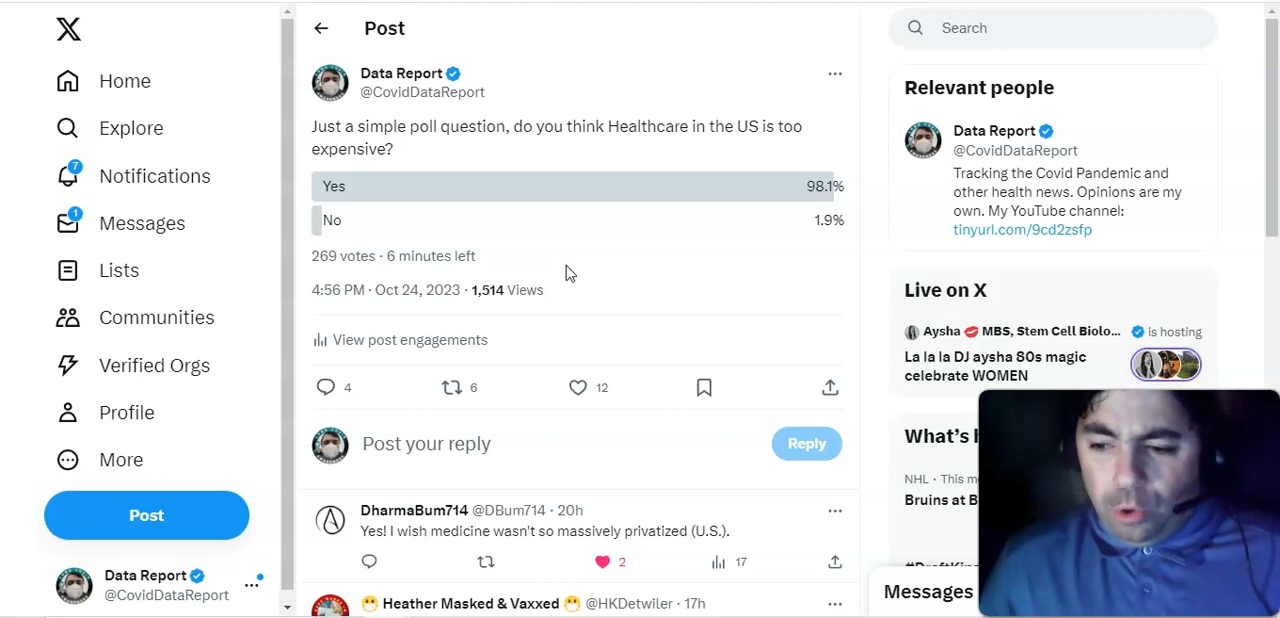 X
Home
Explore
7
Notifications
1
Messages
Lists
Communities
Verified Orgs
Profile
More
Post
Data Report
@CovidDataReport
Post
Data Report
@CovidDataReport
Just a simple poll question, do you think Healthcare in the US is too
expensive?
Yes 98.1%
No 1.9%
269 votes · 6 minutes left
4:56 PM · Oct 24, 2023 · 1,514 Views
View post engagements
4 6 12
Post your reply Reply
DharmaBum714 @DBum714 · 20h
Yes! I wish medicine wasn't so massively privatized (U.S.).
2 17
Heather Masked & Vaxxed @HKDetwiler · 17h
Search
Relevant people
Data Report
@CovidDataReport
Tracking the Covid Pandemic and
other health news. Opinions are my
own. My YouTube channel:
tinyurl.com/9cd2zsfp
Live on X
Aysha MBS, Stem Cell Biolo... is hosting
La la la DJ aysha 80s magic
celebrate WOMEN
What's
NHL · This
Bruins at
Messages